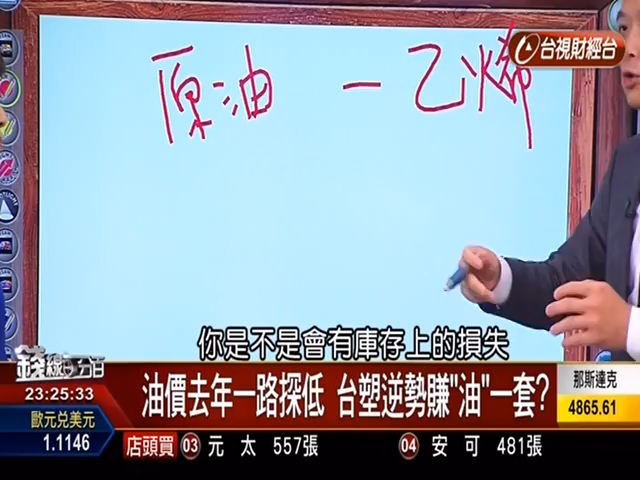 台視財經台
原油 － 乙烯
你是不是會有庫存上的損失
錢線百分百
油價去年一路探低 台塑逆勢賺"油"一套?
那斯達克
4865.61
23:25:33
歐元兌美元
1.1146
店頭買 03 元 太 557張 04 安 可 481張